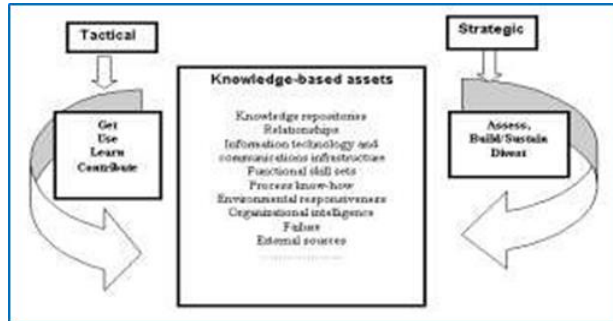 Tactical
Strategic
Knowledge-based assets
Get
Use
Learn
Contribute
Knowledge repositories
Relationships
Information technology and
communications infrastructure
Functional skill sets
Process know-how
Environmental responsiveness
Organizational intelligence
Failure
External sources
Assess,
Build/Sustain
Divest